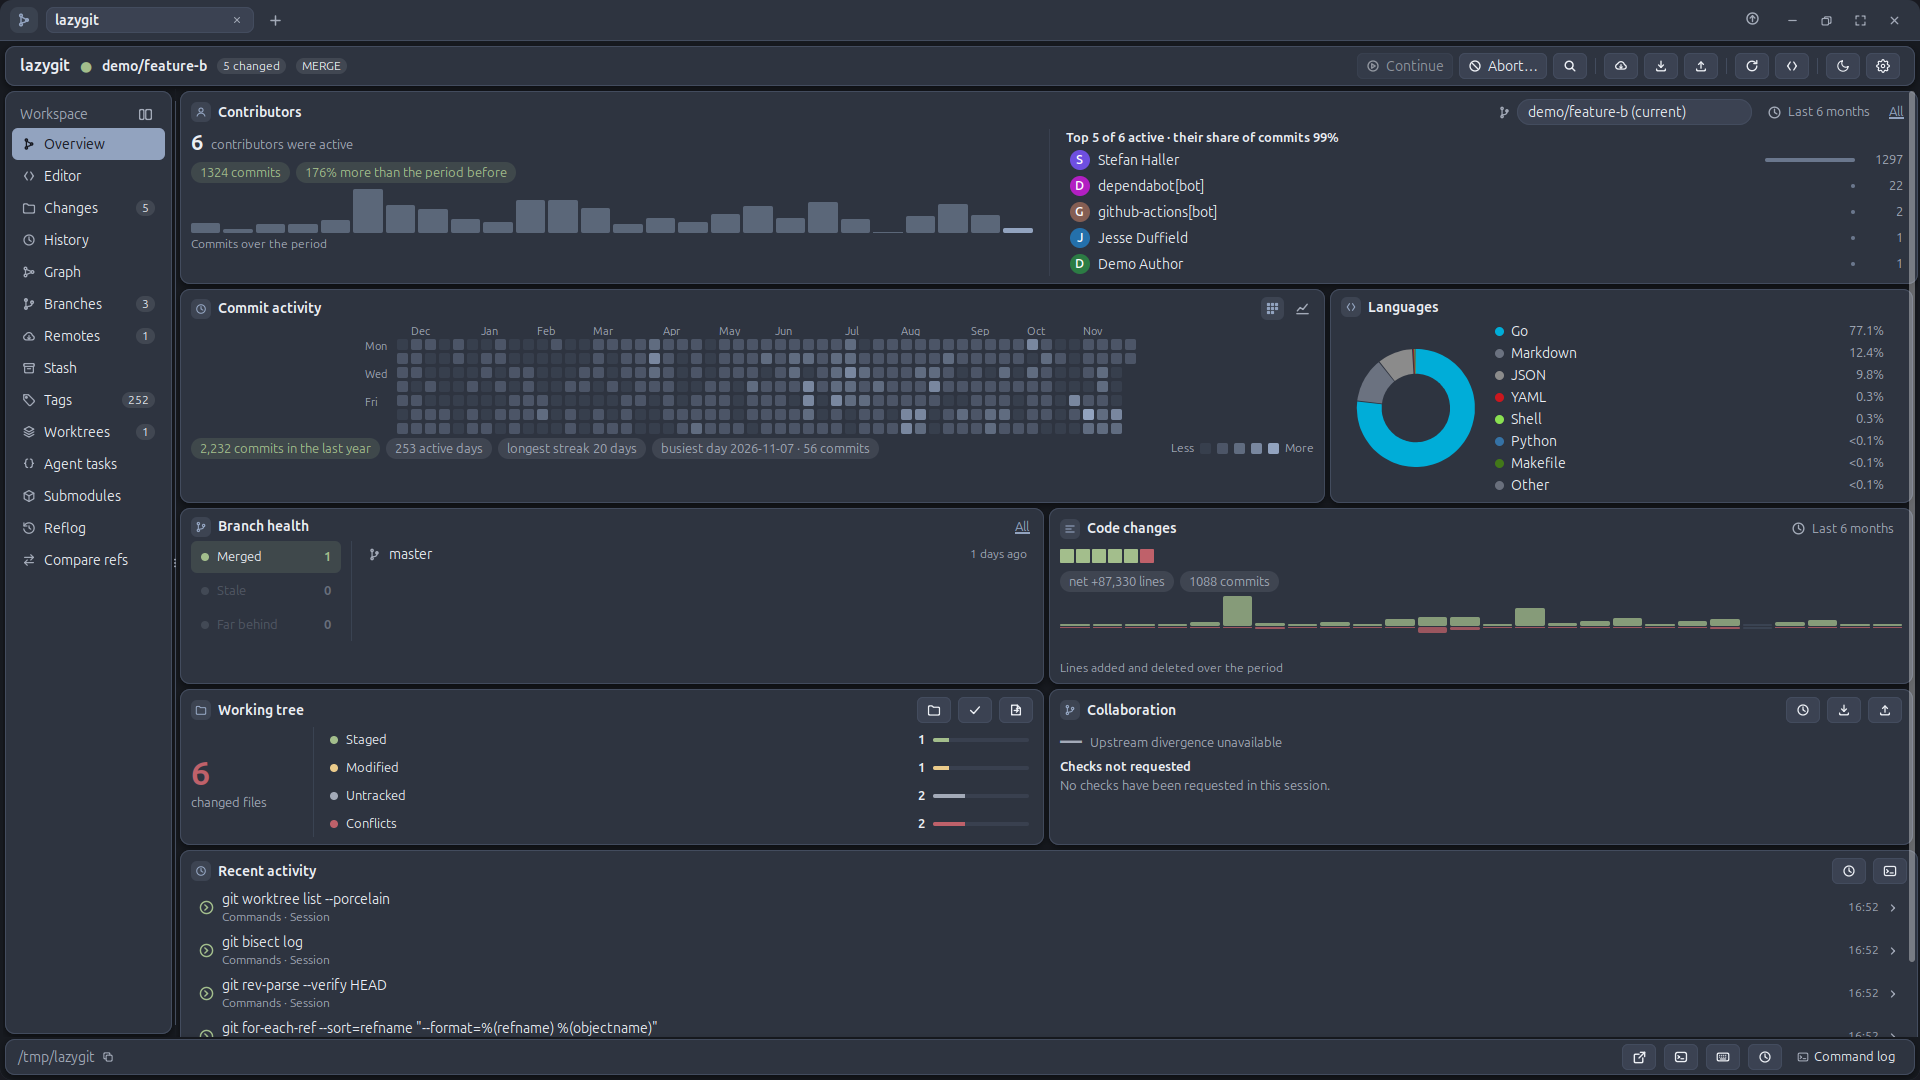 lazygit
lazygit demo/feature-b 5 changed MERGE Continue Abort...
Workspace
Overview
Editor
Changes 5
History
Graph
Branches 3
Remotes 1
Stash
Tags 252
Worktrees 1
Agent tasks
Submodules
Reflog
Compare refs
Contributors demo/feature-b (current) Last 6 months All
6 contributors were active
1324 commits 176% more than the period before
Commits over the period
Top 5 of 6 active · their share of commits 99%
S Stefan Haller 1297
D dependabot[bot] 22
G github-actions[bot] 2
J Jesse Duffield 1
D Demo Author 1
Commit activity
Dec Jan Feb Mar Apr May Jun Jul Aug Sep Oct Nov
Mon
Wed
Fri
2,232 commits in the last year 253 active days longest streak 20 days busiest day 2026-11-07 · 56 commits Less More
Languages
Go 77.1%
Markdown 12.4%
JSON 9.8%
YAML 0.3%
Shell 0.3%
Python <0.1%
Makefile <0.1%
Other <0.1%
Branch health All
Merged 1
Stale 0
Far behind 0
master 1 days ago
Code changes Last 6 months
net +87,330 lines 1088 commits
Lines added and deleted over the period
Working tree
6
changed files
Staged 1
Modified 1
Untracked 2
Conflicts 2
Collaboration
Upstream divergence unavailable
Checks not requested
No checks have been requested in this session.
Recent activity
git worktree list --porcelain
Commands · Session
16:52
git bisect log
Commands · Session
16:52
git rev-parse --verify HEAD
Commands · Session
16:52
git for-each-ref --sort=refname "--format=%(refname) %(objectname)"
16:52
/tmp/lazygit Command log